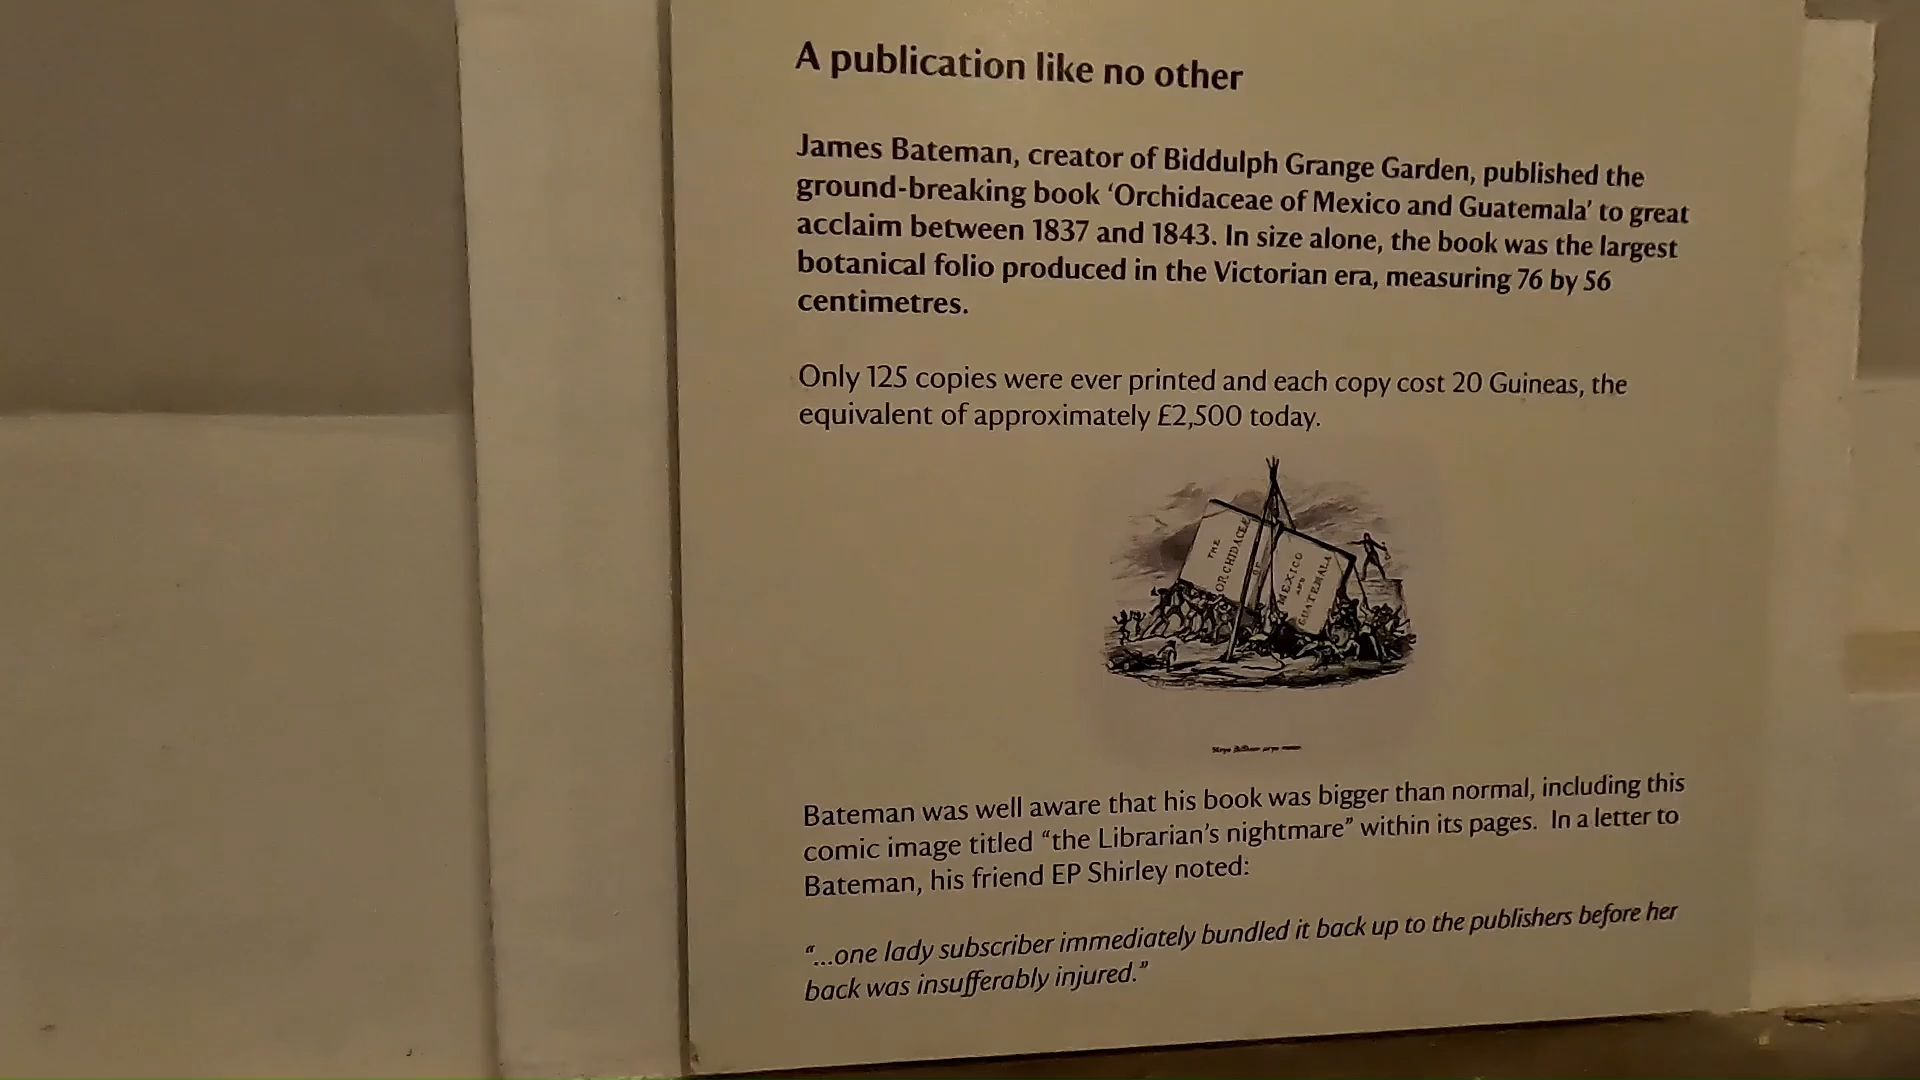 A publication like no other
James Bateman, creator of Biddulph Grange Garden, published the
ground-breaking book ‘Orchidaceae of Mexico and Guatemala’ to great
acclaim between 1837 and 1843. In size alone, the book was the largest
botanical folio produced in the Victorian era, measuring 76 by 56
centimetres.
Only 125 copies were ever printed and each copy cost 20 Guineas, the
equivalent of approximately £2,500 today.
THE
ORCHIDACEÆ
OF
MEXICO
AND
GUATEMALA
Bateman was well aware that his book was bigger than normal, including this
comic image titled “the Librarian’s nightmare” within its pages.  In a letter to
Bateman, his friend EP Shirley noted:
“...one lady subscriber immediately bundled it back up to the publishers before her
back was insufferably injured.”